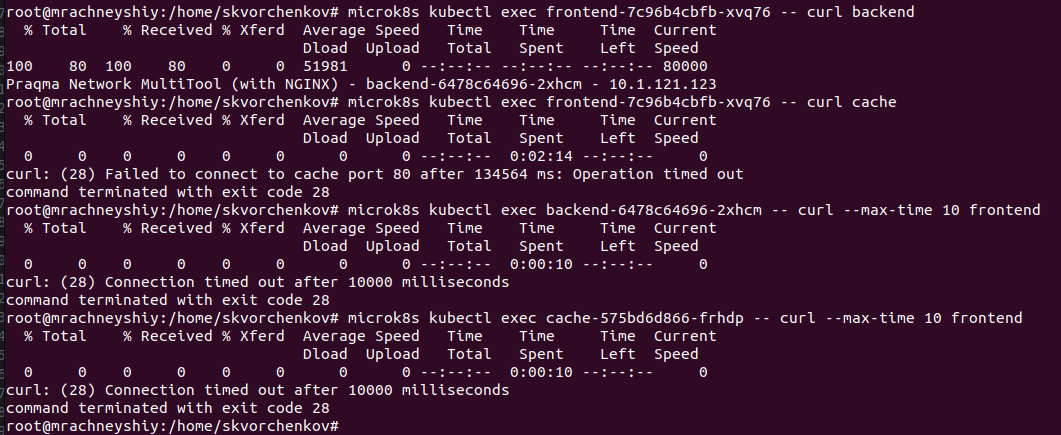 root@mrachneyshiy:/home/skvorchenkov# microk8s kubectl exec frontend-7c96b4cbfb-xvq76 -- curl backend
  % Total    % Received % Xferd  Average Speed   Time    Time     Time  Current
                                 Dload  Upload   Total   Spent    Left  Speed
100    80  100    80    0     0  51981      0 --:--:-- --:--:-- --:--:-- 80000
Praqma Network MultiTool (with NGINX) - backend-6478c64696-2xhcm - 10.1.121.123
root@mrachneyshiy:/home/skvorchenkov# microk8s kubectl exec frontend-7c96b4cbfb-xvq76 -- curl cache
  % Total    % Received % Xferd  Average Speed   Time    Time     Time  Current
                                 Dload  Upload   Total   Spent    Left  Speed
  0     0    0     0    0     0      0      0 --:--:--  0:02:14 --:--:--     0
curl: (28) Failed to connect to cache port 80 after 134564 ms: Operation timed out
command terminated with exit code 28
root@mrachneyshiy:/home/skvorchenkov# microk8s kubectl exec backend-6478c64696-2xhcm -- curl --max-time 10 frontend
  % Total    % Received % Xferd  Average Speed   Time    Time     Time  Current
                                 Dload  Upload   Total   Spent    Left  Speed
  0     0    0     0    0     0      0      0 --:--:--  0:00:10 --:--:--     0
curl: (28) Connection timed out after 10000 milliseconds
command terminated with exit code 28
root@mrachneyshiy:/home/skvorchenkov# microk8s kubectl exec cache-575bd6d866-frhdp -- curl --max-time 10 frontend
  % Total    % Received % Xferd  Average Speed   Time    Time     Time  Current
                                 Dload  Upload   Total   Spent    Left  Speed
  0     0    0     0    0     0      0      0 --:--:--  0:00:10 --:--:--     0
curl: (28) Connection timed out after 10000 milliseconds
command terminated with exit code 28
root@mrachneyshiy:/home/skvorchenkov#